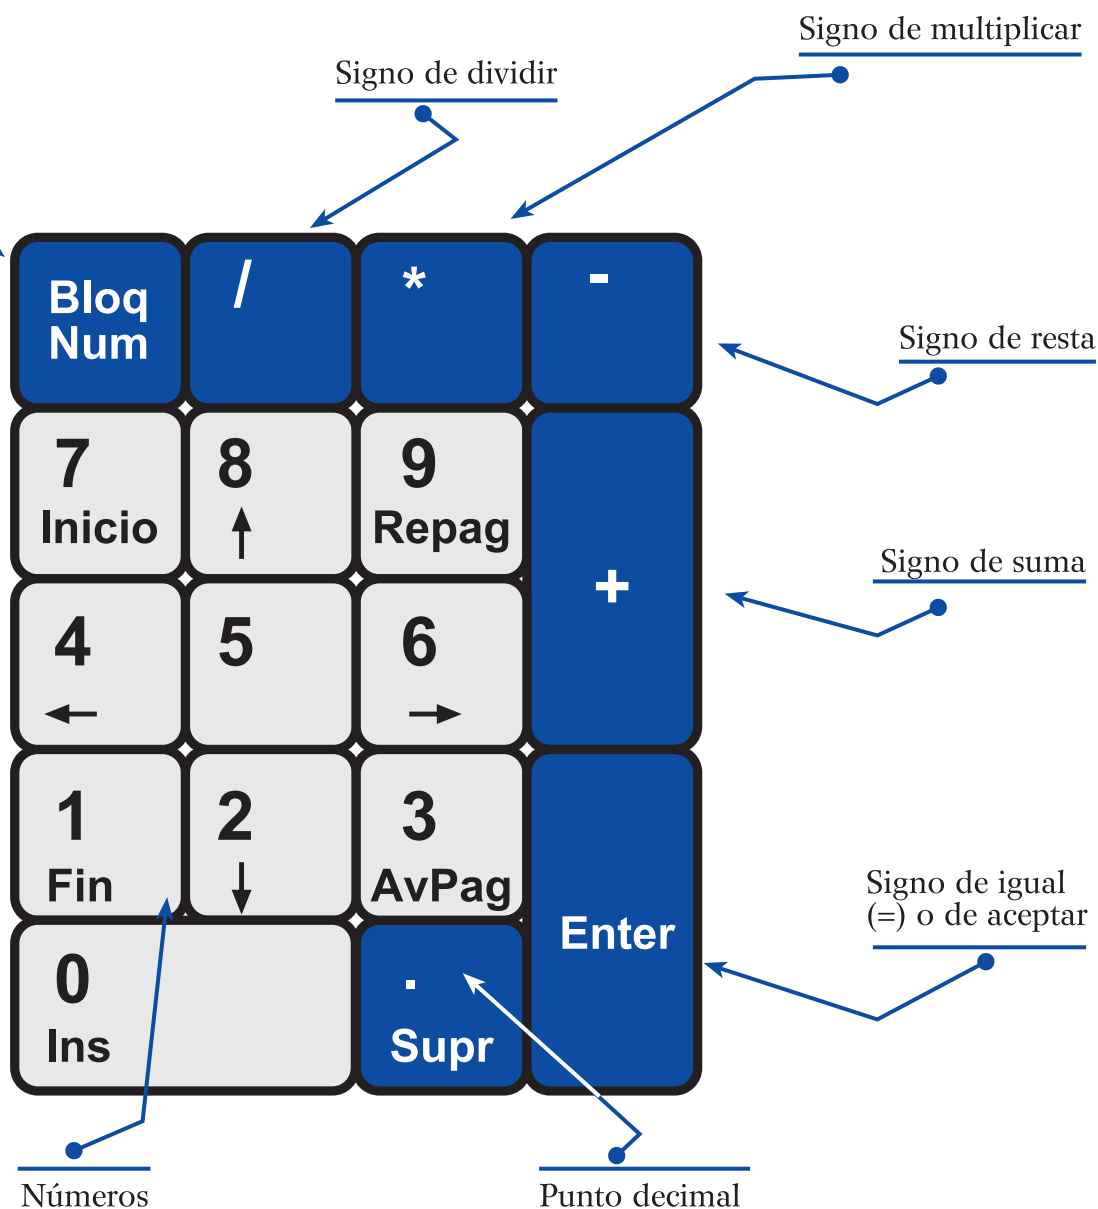 Signo de multiplicar
Signo de dividir
Bloq
Num
/
*
-
Signo de resta
7
Inicio
8
9
Repag
+
Signo de suma
4
5
6
1
Fin
2
3
AvPag
Enter
Signo de igual
(=) o de aceptar
0
Ins
.
Supr
Números
Punto decimal